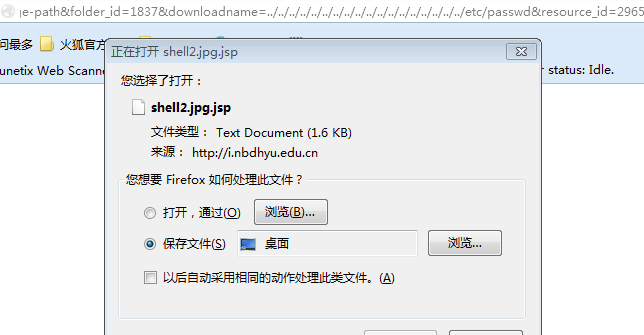 ge-path&folder_id=1837&downloadname=../../../../../../../../../../../../../../../../etc/passwd&resource_id=2965
问最多 火狐官方
正在打开 shell2.jpg.jsp
unetix Web Scanne
r status: Idle.
您选择了打开：
shell2.jpg.jsp
文件类型： Text Document (1.6 KB)
来源： http://i.nbdhyu.edu.cn
您想要 Firefox 如何处理此文件？
打开，通过(O) 浏览(B)...
保存文件(S) 桌面 浏览...
以后自动采用相同的动作处理此类文件。(A)